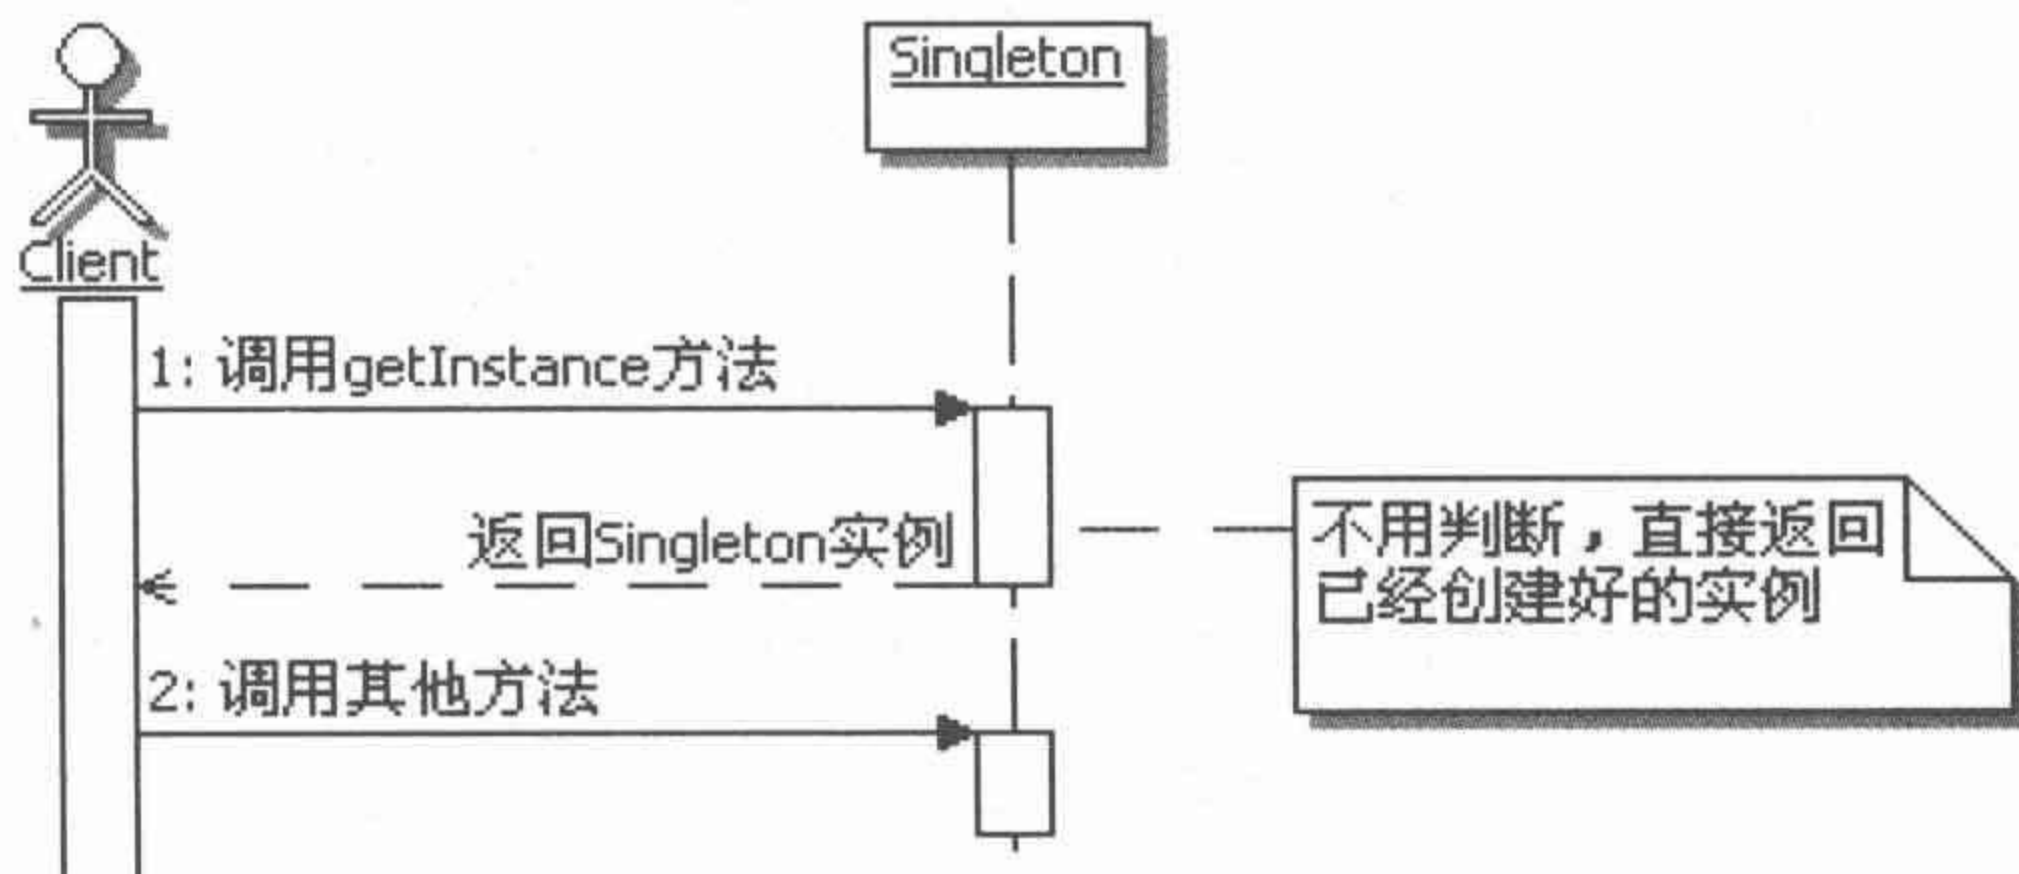 Singleton
Client
1: 调用getInstance方法
返回Singleton实例
不用判断，直接返回
已经创建好的实例
2: 调用其他方法